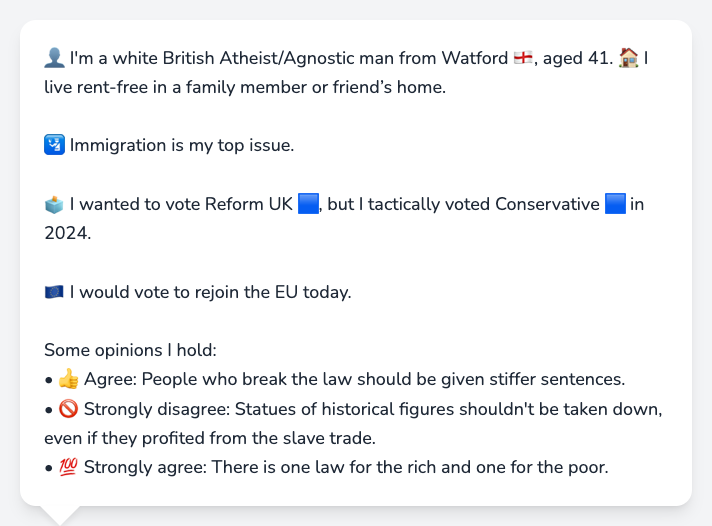 👤 I'm a white British Atheist/Agnostic man from Watford 🏴󠁧󠁢󠁥󠁮󠁧󠁿, aged 41. 🏠 I
live rent-free in a family member or friend’s home.
🛂 Immigration is my top issue.
🗳️ I wanted to vote Reform UK 🟦, but I tactically voted Conservative 🟦 in
2024.
🇪🇺 I would vote to rejoin the EU today.
Some opinions I hold:
• 👍 Agree: People who break the law should be given stiffer sentences.
• 🚫 Strongly disagree: Statues of historical figures shouldn't be taken down,
even if they profited from the slave trade.
• 💯 Strongly agree: There is one law for the rich and one for the poor.